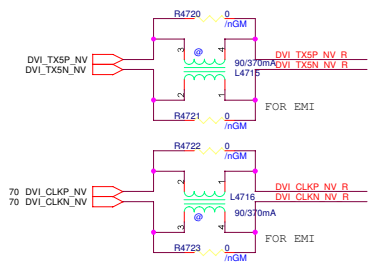 R4720 0
/nGM
3 @ 4
DVI_TX5P_NV 90/370mA DVI_TX5P_NV_R
DVI_TX5N_NV L4715 DVI_TX5N_NV_R
2 1
R4721 0
/nGM
FOR EMI
R4722 0
/nGM
2 1
70 DVI_CLKP_NV L4716 DVI_CLKP_NV_R
70 DVI_CLKN_NV 90/370mA DVI_CLKN_NV_R
3 @ 4
R4723 0
/nGM
FOR EMI